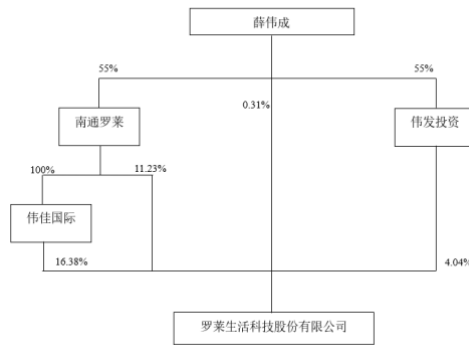 薛伟成
55%
55%
0.31%
南通罗莱
伟发投资
100%
11.23%
伟佳国际
16.38%
4.04%
罗莱生活科技股份有限公司